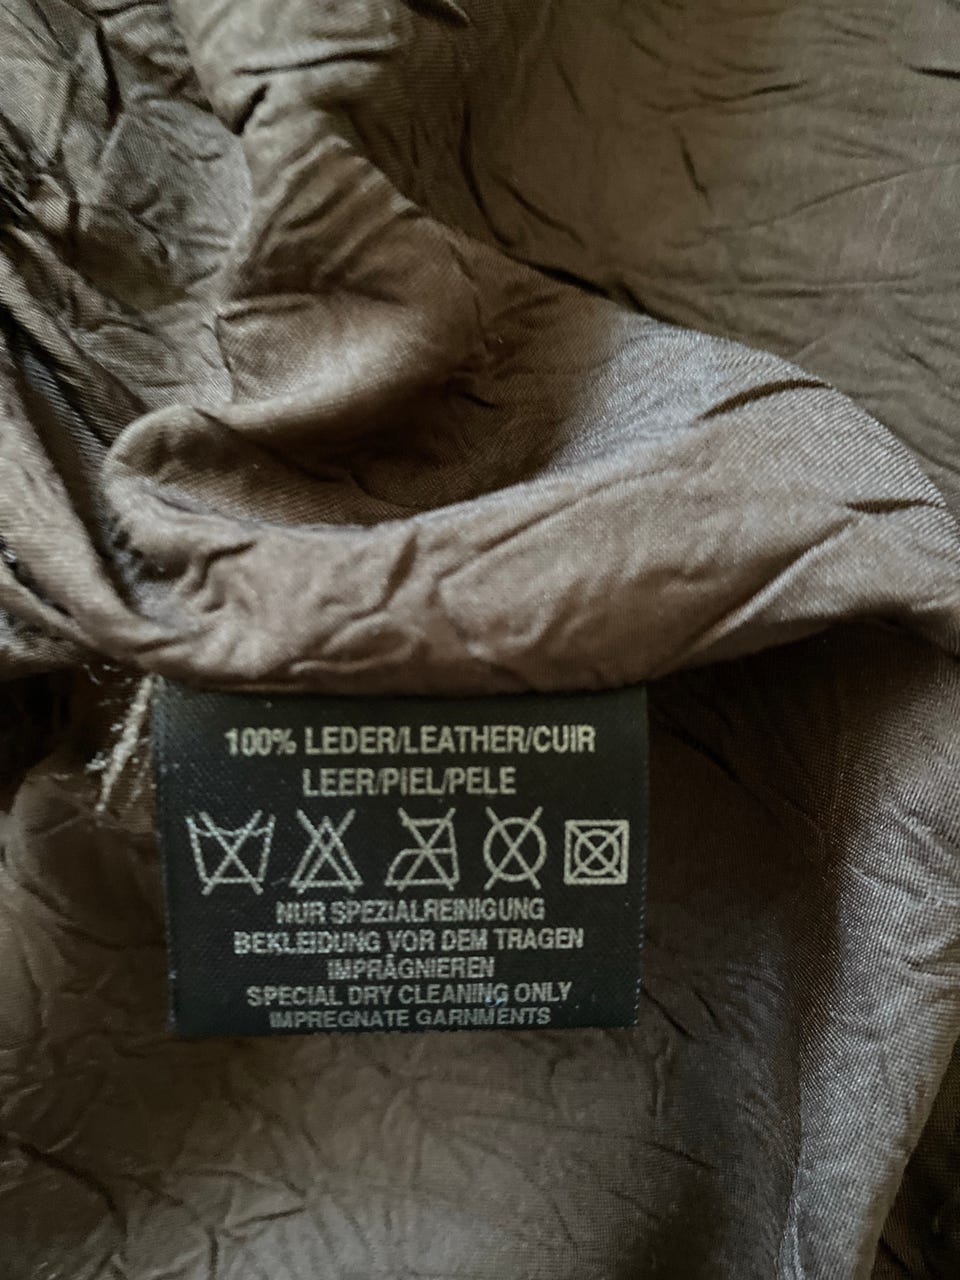 100% LEDER/LEATHER/CUIR
LEER/PIEL/PELE
NUR SPEZIALREINIGUNG
BEKLEIDUNG VOR DEM TRAGEN
IMPRÄGNIEREN
SPECIAL DRY CLEANING ONLY
IMPREGNATE GARNMENTS